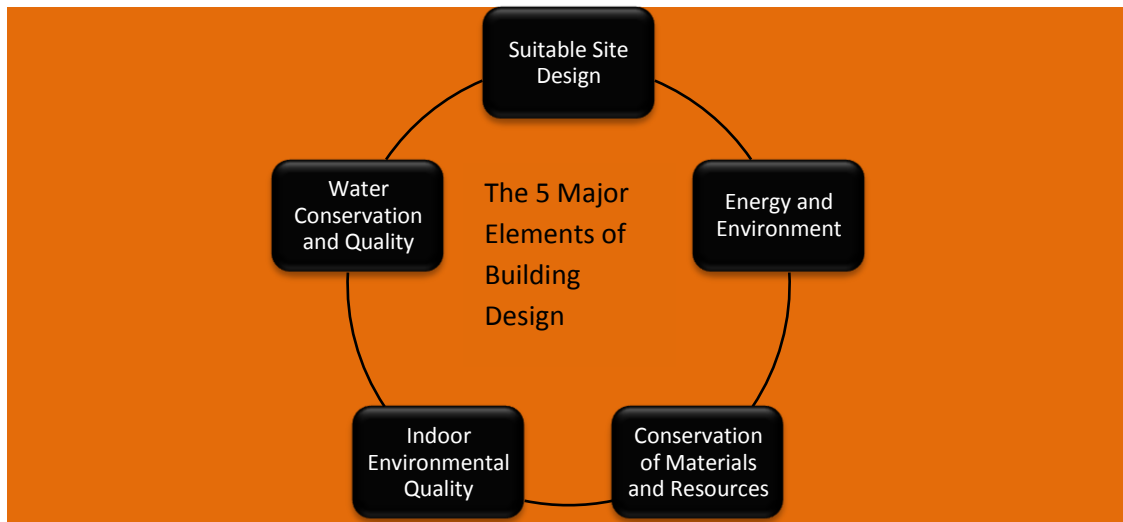 Suitable Site
Design
Water
Conservation
and Quality
The 5 Major
Elements of
Building
Design
Energy and
Environment
Indoor
Environmental
Quality
Conservation
of Materials
and Resources